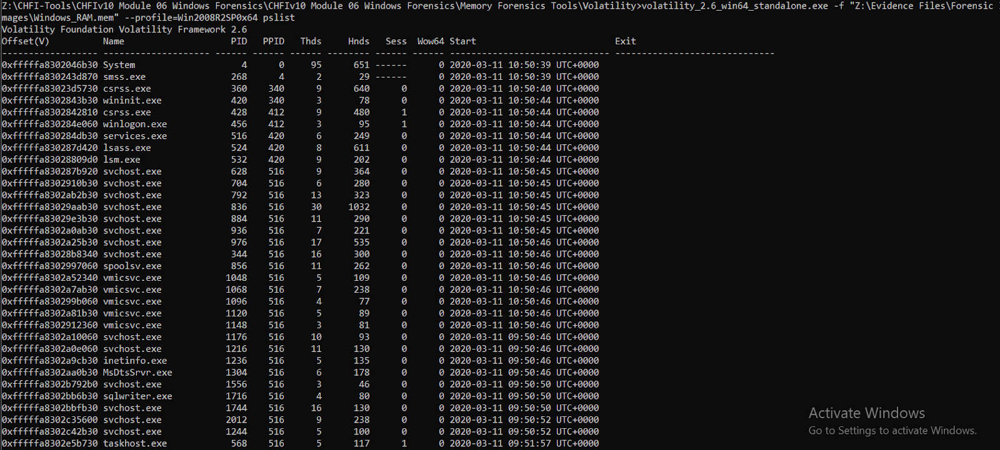 Z:\CHFI-Tools\CHFIv10 Module 06 Windows Forensics\CHFIv10 Module 06 Windows Forensics\Memory Forensics Tools\Volatility>volatility_2.6_win64_standalone.exe -f "Z:\Evidence Files\Forensic I
mages\Windows_RAM.mem" --profile=Win2008R2SP0x64 pslist
Volatility Foundation Volatility Framework 2.6
Offset(V)          Name                    PID   PPID   Thds     Hnds   Sess  Wow64 Start                          Exit
------------------ -------------------- ------ ------ ------ -------- ------ ------ ------------------------------ ------------------------------
0xfffffa8302046b30 System                    4      0     95      651 ------      0 2020-03-11 10:50:39 UTC+0000
0xfffffa830243d870 smss.exe                268      4      2       29 ------      0 2020-03-11 10:50:39 UTC+0000
0xfffffa83023d5730 csrss.exe               360    340      9      640      0      0 2020-03-11 10:50:40 UTC+0000
0xfffffa8302843b30 wininit.exe             420    340      3       78      0      0 2020-03-11 10:50:44 UTC+0000
0xfffffa8302842810 csrss.exe               428    412      9      480      1      0 2020-03-11 10:50:44 UTC+0000
0xfffffa830284e060 winlogon.exe            456    412      3       95      1      0 2020-03-11 10:50:44 UTC+0000
0xfffffa830284db30 services.exe            516    420      6      249      0      0 2020-03-11 10:50:44 UTC+0000
0xfffffa830287d420 lsass.exe               524    420      8      611      0      0 2020-03-11 10:50:44 UTC+0000
0xfffffa83028809d0 lsm.exe                 532    420      9      202      0      0 2020-03-11 10:50:44 UTC+0000
0xfffffa830287b920 svchost.exe             628    516      9      364      0      0 2020-03-11 10:50:45 UTC+0000
0xfffffa8302910b30 svchost.exe             704    516      6      280      0      0 2020-03-11 10:50:45 UTC+0000
0xfffffa8302ab2b30 svchost.exe             792    516     13      323      0      0 2020-03-11 10:50:45 UTC+0000
0xfffffa83029aab30 svchost.exe             836    516     30     1032      0      0 2020-03-11 10:50:45 UTC+0000
0xfffffa83029e3b30 svchost.exe             884    516     11      290      0      0 2020-03-11 10:50:45 UTC+0000
0xfffffa8302a0ab30 svchost.exe             936    516      7      221      0      0 2020-03-11 10:50:45 UTC+0000
0xfffffa8302a25b30 svchost.exe             976    516     17      535      0      0 2020-03-11 10:50:46 UTC+0000
0xfffffa83028b8340 svchost.exe             344    516     16      300      0      0 2020-03-11 10:50:46 UTC+0000
0xfffffa8302997060 spoolsv.exe             856    516     11      262      0      0 2020-03-11 10:50:46 UTC+0000
0xfffffa8302a52340 vmicsvc.exe            1048    516      5      109      0      0 2020-03-11 10:50:46 UTC+0000
0xfffffa8302a7ab30 vmicsvc.exe            1068    516      7      238      0      0 2020-03-11 10:50:46 UTC+0000
0xfffffa830299b060 vmicsvc.exe            1096    516      4       77      0      0 2020-03-11 10:50:46 UTC+0000
0xfffffa8302a81b30 vmicsvc.exe            1120    516      5       89      0      0 2020-03-11 10:50:46 UTC+0000
0xfffffa8302912360 vmicsvc.exe            1148    516      3       81      0      0 2020-03-11 10:50:46 UTC+0000
0xfffffa8302a10060 svchost.exe            1176    516     10       93      0      0 2020-03-11 09:50:46 UTC+0000
0xfffffa8302a0e060 svchost.exe            1216    516     11      130      0      0 2020-03-11 09:50:46 UTC+0000
0xfffffa8302a9cb30 inetinfo.exe           1236    516      5      135      0      0 2020-03-11 09:50:46 UTC+0000
0xfffffa8302aa0b30 MsDtsSrvr.exe          1304    516      6      178      0      0 2020-03-11 09:50:46 UTC+0000
0xfffffa8302b792b0 svchost.exe            1556    516      3       46      0      0 2020-03-11 09:50:50 UTC+0000
0xfffffa8302bb6b30 sqlwriter.exe          1716    516      4       80      0      0 2020-03-11 09:50:50 UTC+0000
0xfffffa8302bbfb30 svchost.exe            1744    516     16      130      0      0 2020-03-11 09:50:50 UTC+0000
0xfffffa8302c35600 svchost.exe            2012    516      9      238      0      0 2020-03-11 09:50:52 UTC+0000
0xfffffa8302c42b30 svchost.exe            1244    516      5      100      0      0 2020-03-11 09:50:52 UTC+0000
0xfffffa8302e5b730 taskhost.exe            568    516      5      117      1      0 2020-03-11 09:51:57 UTC+0000
Activate Windows
Go to Settings to activate Windows.